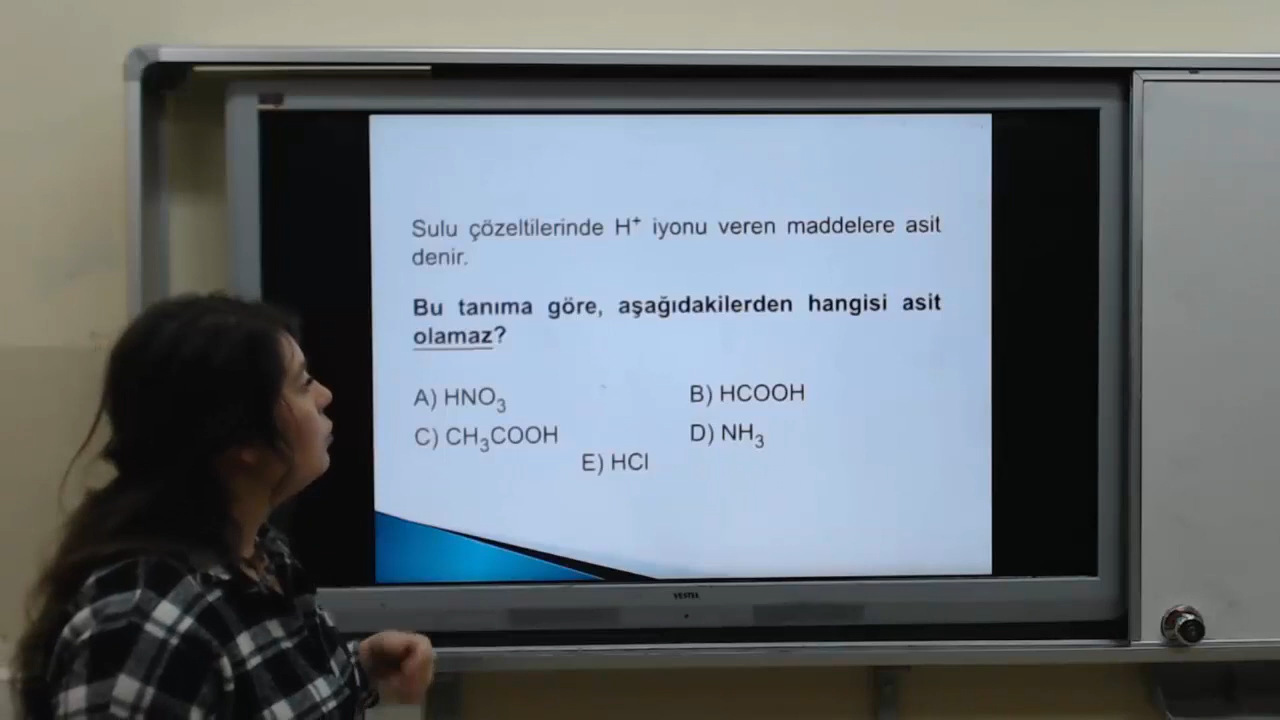 Sulu çözeltilerinde H⁺ iyonu veren maddelere asit
denir.
Bu tanıma göre, aşağıdakilerden hangisi asit
olamaz?
A) HNO₃ B) HCOOH
C) CH₃COOH D) NH₃
E) HCl
VESTEL